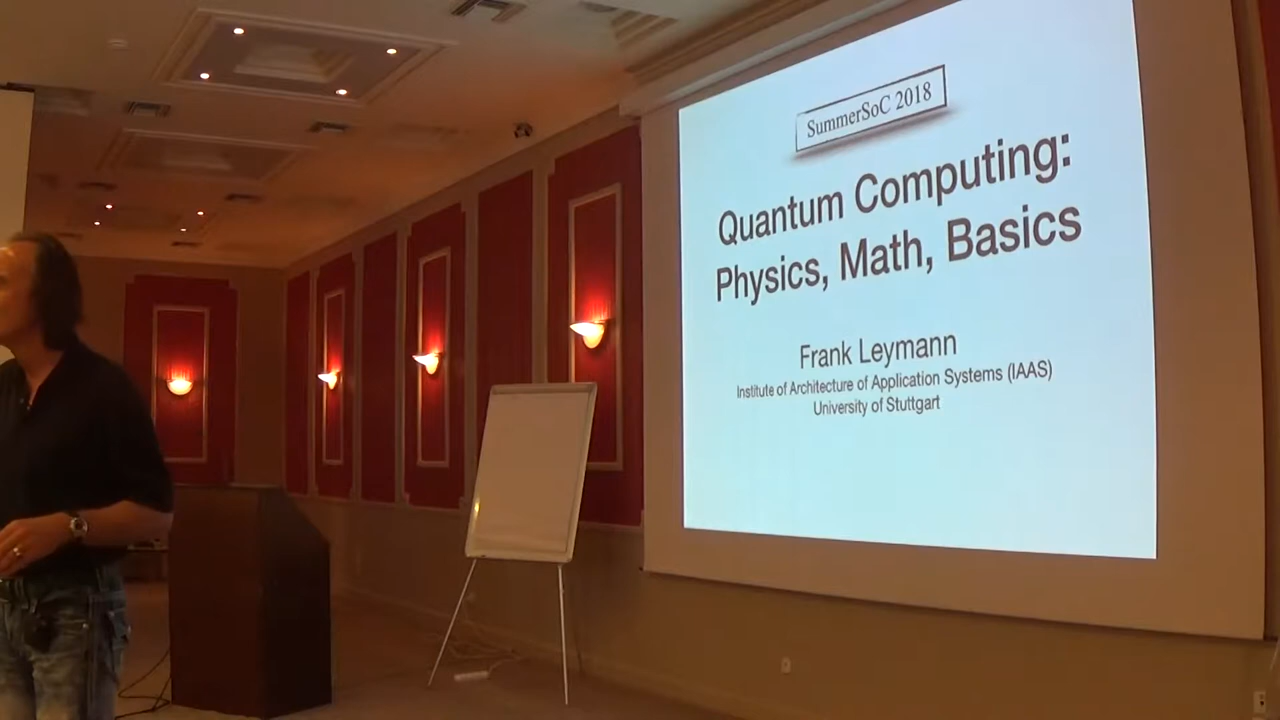 SummerSoC 2018
Quantum Computing:
Physics, Math, Basics
Frank Leymann
Institute of Architecture of Application Systems (IAAS)
University of Stuttgart